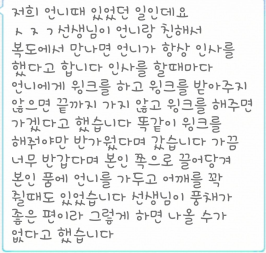 저희 언니때 있었던 일인데요
ㅅ ㅈ ㄱ선생님이 언니랑 친해서
복도에서 만나면 언니가 항상 인사를
했다고 합니다 인사를 할때마다
언니에게 윙크를 하고 윙크를 받아주지
않으면 끝까지 가지 않고 윙크를 해주면
가겠다고 했습니다 똑같이 윙크를
해줘야만 반가웠다며 갔습니다 가끔
너무 반갑다며 본인 쪽으로 끌어당겨
본인 품에 언니를 가두고 어깨를 꽉
쥘때도 있었습니다 선생님이 풍채가
좋은 편이라 그렇게 하면 나올 수가
없다고 했습니다